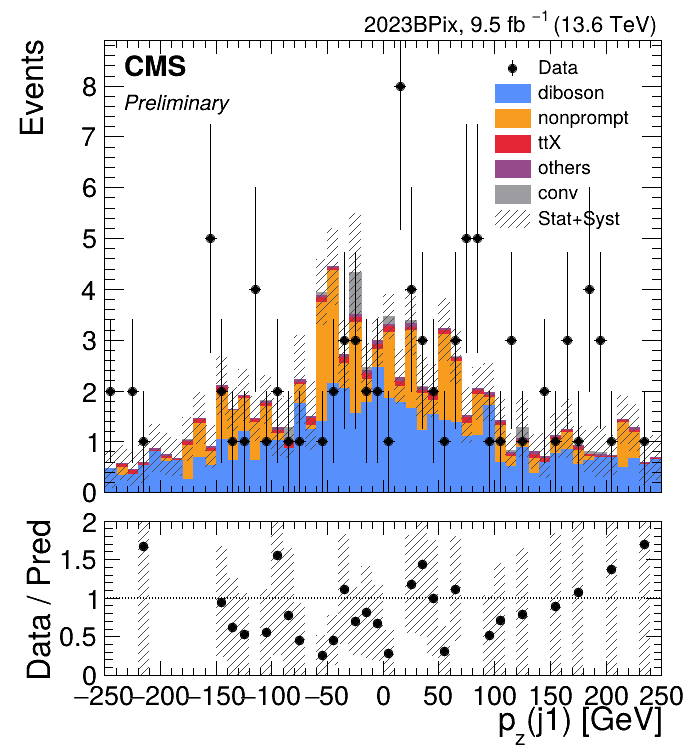 2023BPix, 9.5 fb ⁻¹ (13.6 TeV)
CMS
Preliminary
Events
Data
diboson
nonprompt
ttX
others
conv
Stat+Syst
8
7
6
5
4
3
2
1
0
Data / Pred
2
1.5
1
0.5
0
−250 −200 −150 −100 −50 0 50 100 150 200 250
p_z(j1) [GeV]